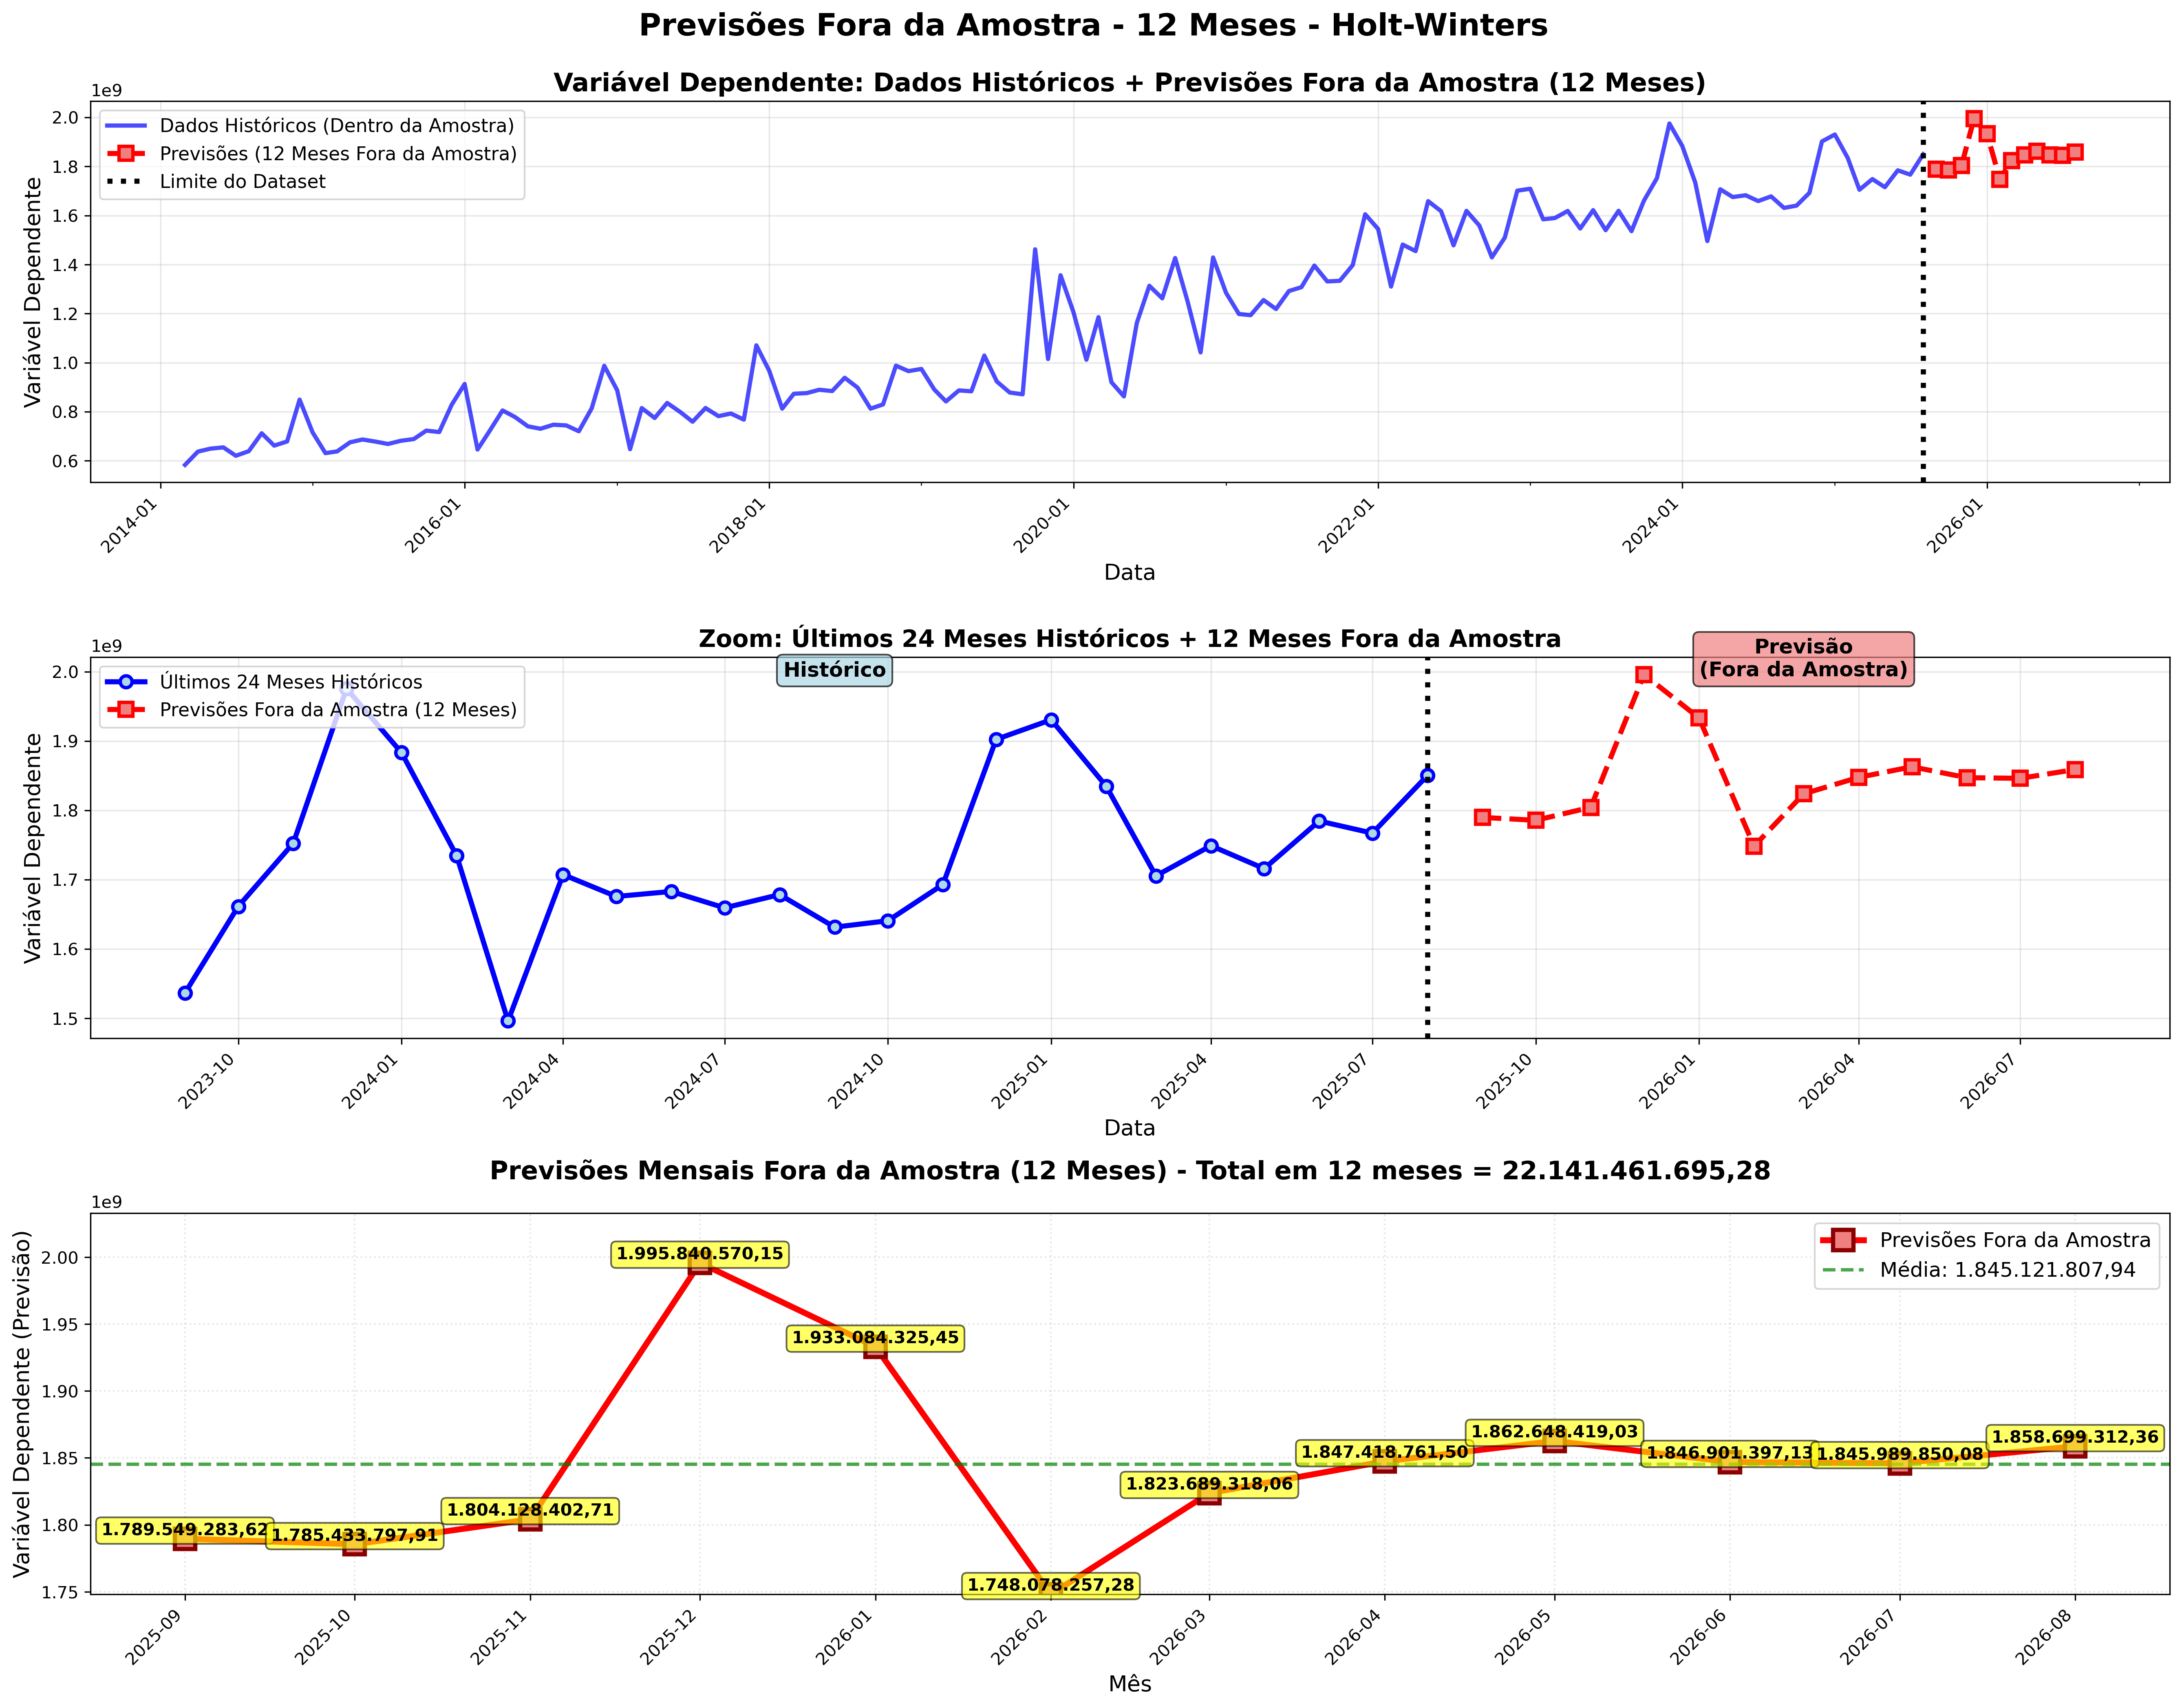 Previsões Fora da Amostra - 12 Meses - Holt-Winters
Variável Dependente: Dados Históricos + Previsões Fora da Amostra (12 Meses)
1e9
Dados Históricos (Dentro da Amostra)
Previsões (12 Meses Fora da Amostra)
Limite do Dataset
Variável Dependente
2.0
1.8
1.6
1.4
1.2
1.0
0.8
0.6
2014-01
2016-01
2018-01
2020-01
2022-01
2024-01
2026-01
Data
Zoom: Últimos 24 Meses Históricos + 12 Meses Fora da Amostra
1e9
Últimos 24 Meses Históricos
Previsões Fora da Amostra (12 Meses)
Histórico
Previsão
(Fora da Amostra)
Variável Dependente
2.0
1.9
1.8
1.7
1.6
1.5
2023-10
2024-01
2024-04
2024-07
2024-10
2025-01
2025-04
2025-07
2025-10
2026-01
2026-04
2026-07
Data
Previsões Mensais Fora da Amostra (12 Meses) - Total em 12 meses = 22.141.461.695,28
1e9
Previsões Fora da Amostra
Média: 1.845.121.807,94
Variável Dependente (Previsão)
2.00
1.95
1.90
1.85
1.80
1.75
1.789.549.283,62
1.785.433.797,91
1.804.128.402,71
1.995.840.570,15
1.933.084.325,45
1.748.078.257,28
1.823.689.318,06
1.847.418.761,50
1.862.648.419,03
1.846.901.397,13
1.845.989.850,08
1.858.699.312,36
2025-09
2025-10
2025-11
2025-12
2026-01
2026-02
2026-03
2026-04
2026-05
2026-06
2026-07
2026-08
Mês